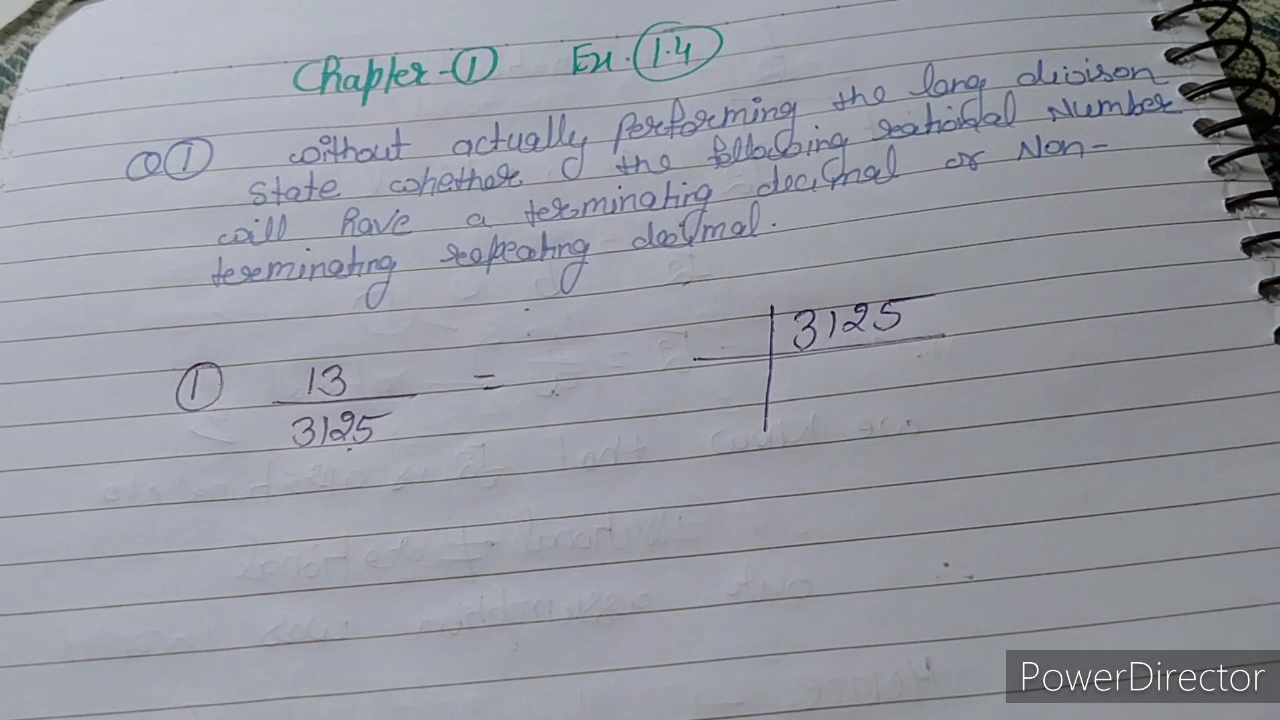 Chapter-① Ex. 1.4
Q① without actually performing the long divison
State whether the following rational Number
will have a terminating decimal or Non-
terminating repeating decimal.
① 13/3125 =
3125
PowerDirector